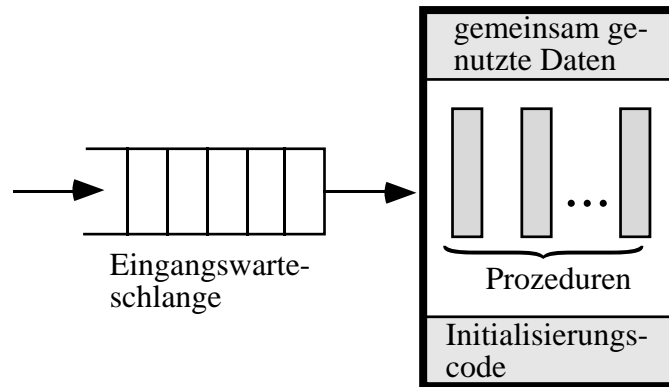 gemeinsam ge-
nutzte Daten
...
Eingangswarte-
schlange
Prozeduren
Initialisierungs-
code